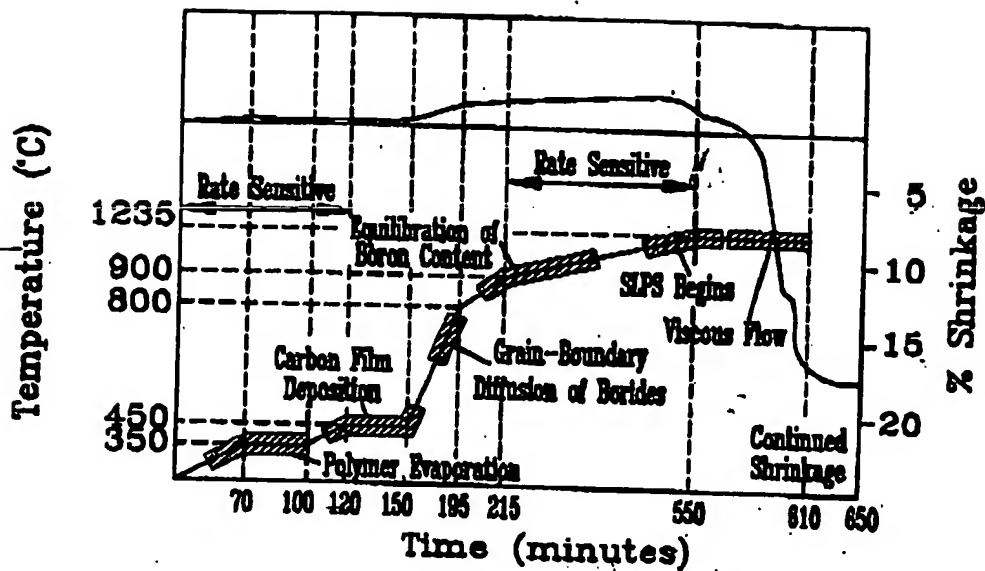 Temperature (°C)
Rate Sensitive
1235
900
800
450
350
Equilibration of
Boron Content
Rate Sensitive
SLPS Begins
Viscous Flow
Carbon Film
Deposition
Grain-Boundary
Diffusion of Borides
Polymer Evaporation
Continued
Shrinkage
5
10
15
20
% Shrinkage
70
100
120
150
195
215
550
810
850
Time (minutes)